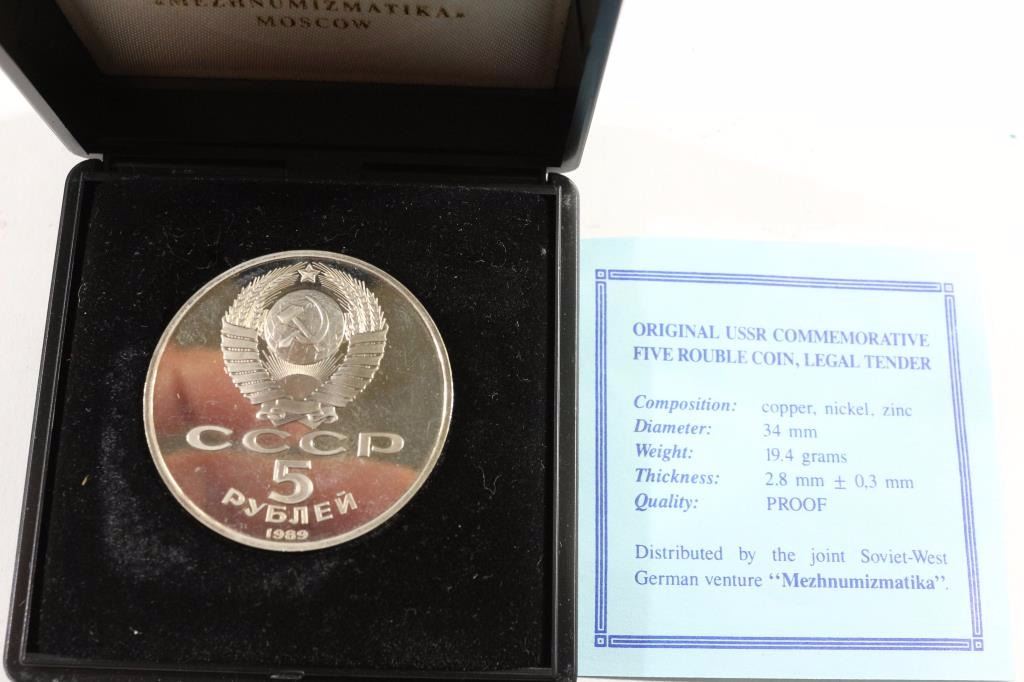 «MEZHNUMIZMATIKA»
MOSCOW
СССР
5
РУБЛЕЙ
1989
ORIGINAL USSR COMMEMORATIVE
FIVE ROUBLE COIN, LEGAL TENDER
Composition: copper, nickel, zinc
Diameter: 34 mm
Weight: 19.4 grams
Thickness: 2.8 mm ± 0,3 mm
Quality: PROOF
Distributed by the joint Soviet-West
German venture “Mezhnumizmatika”.